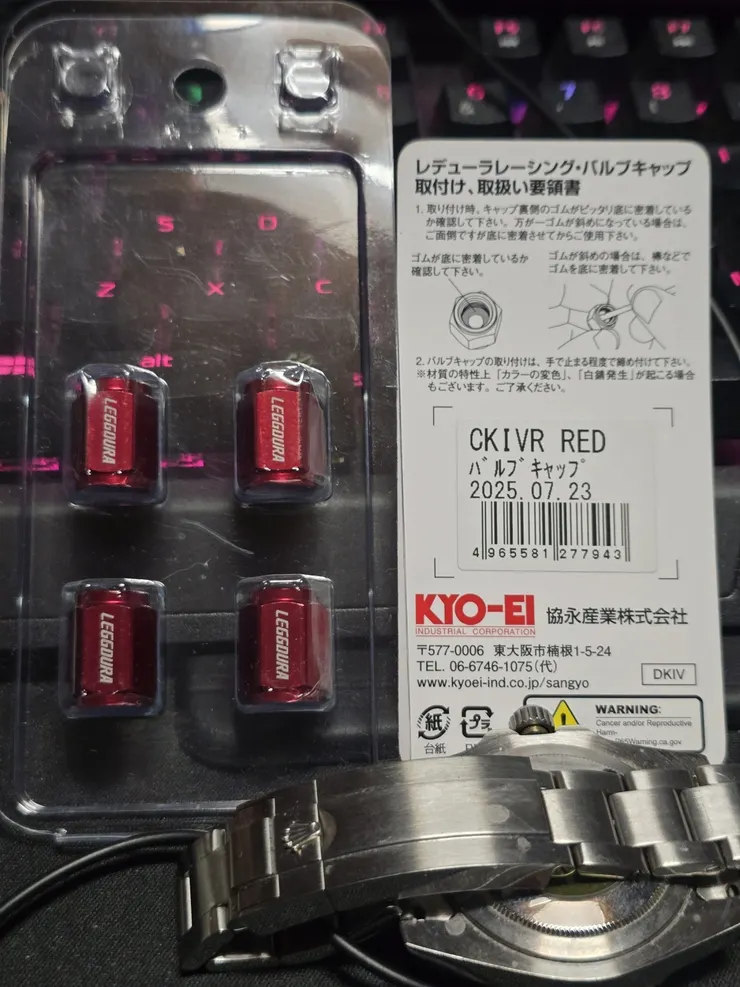 S D
Z X C
alt
LEGGDURA
LEGGDURA
LEGGDURA
LEGGDURA
レデューラレーシング・バルブキャップ
取付け、取扱い要領書
1. 取り付け時、キャップ裏側のゴムがピッタリ底に密着している
か確認して下さい。万が一ゴムが斜めになっている場合は、
ご面倒ですが底に密着させてからご使用下さい。
ゴムが底に密着しているか
確認して下さい。
ゴムが斜めの場合は、棒などで
ゴムを底に密着して下さい。
2. バルブキャップの取り付けは、手で止まる程度で締め付けて下さい。
※材質の特性上「カラーの変色」、「白錆発生」が起こる場合
もございます。ご了承ください。
CKIVR RED
バルブキャップ
2025.07.23
4 965581 277943
KYO-EI 協永産業株式会社
INDUSTRIAL CORPORATION
〒577-0006 東大阪市楠根1-5-24
TEL. 06-6746-1075(代)
www.kyoei-ind.co.jp/sangyo
DKIV
紙
プラ
台紙
WARNING:
Cancer and/or Reproductive
Harm-
65Warning.ca.gov